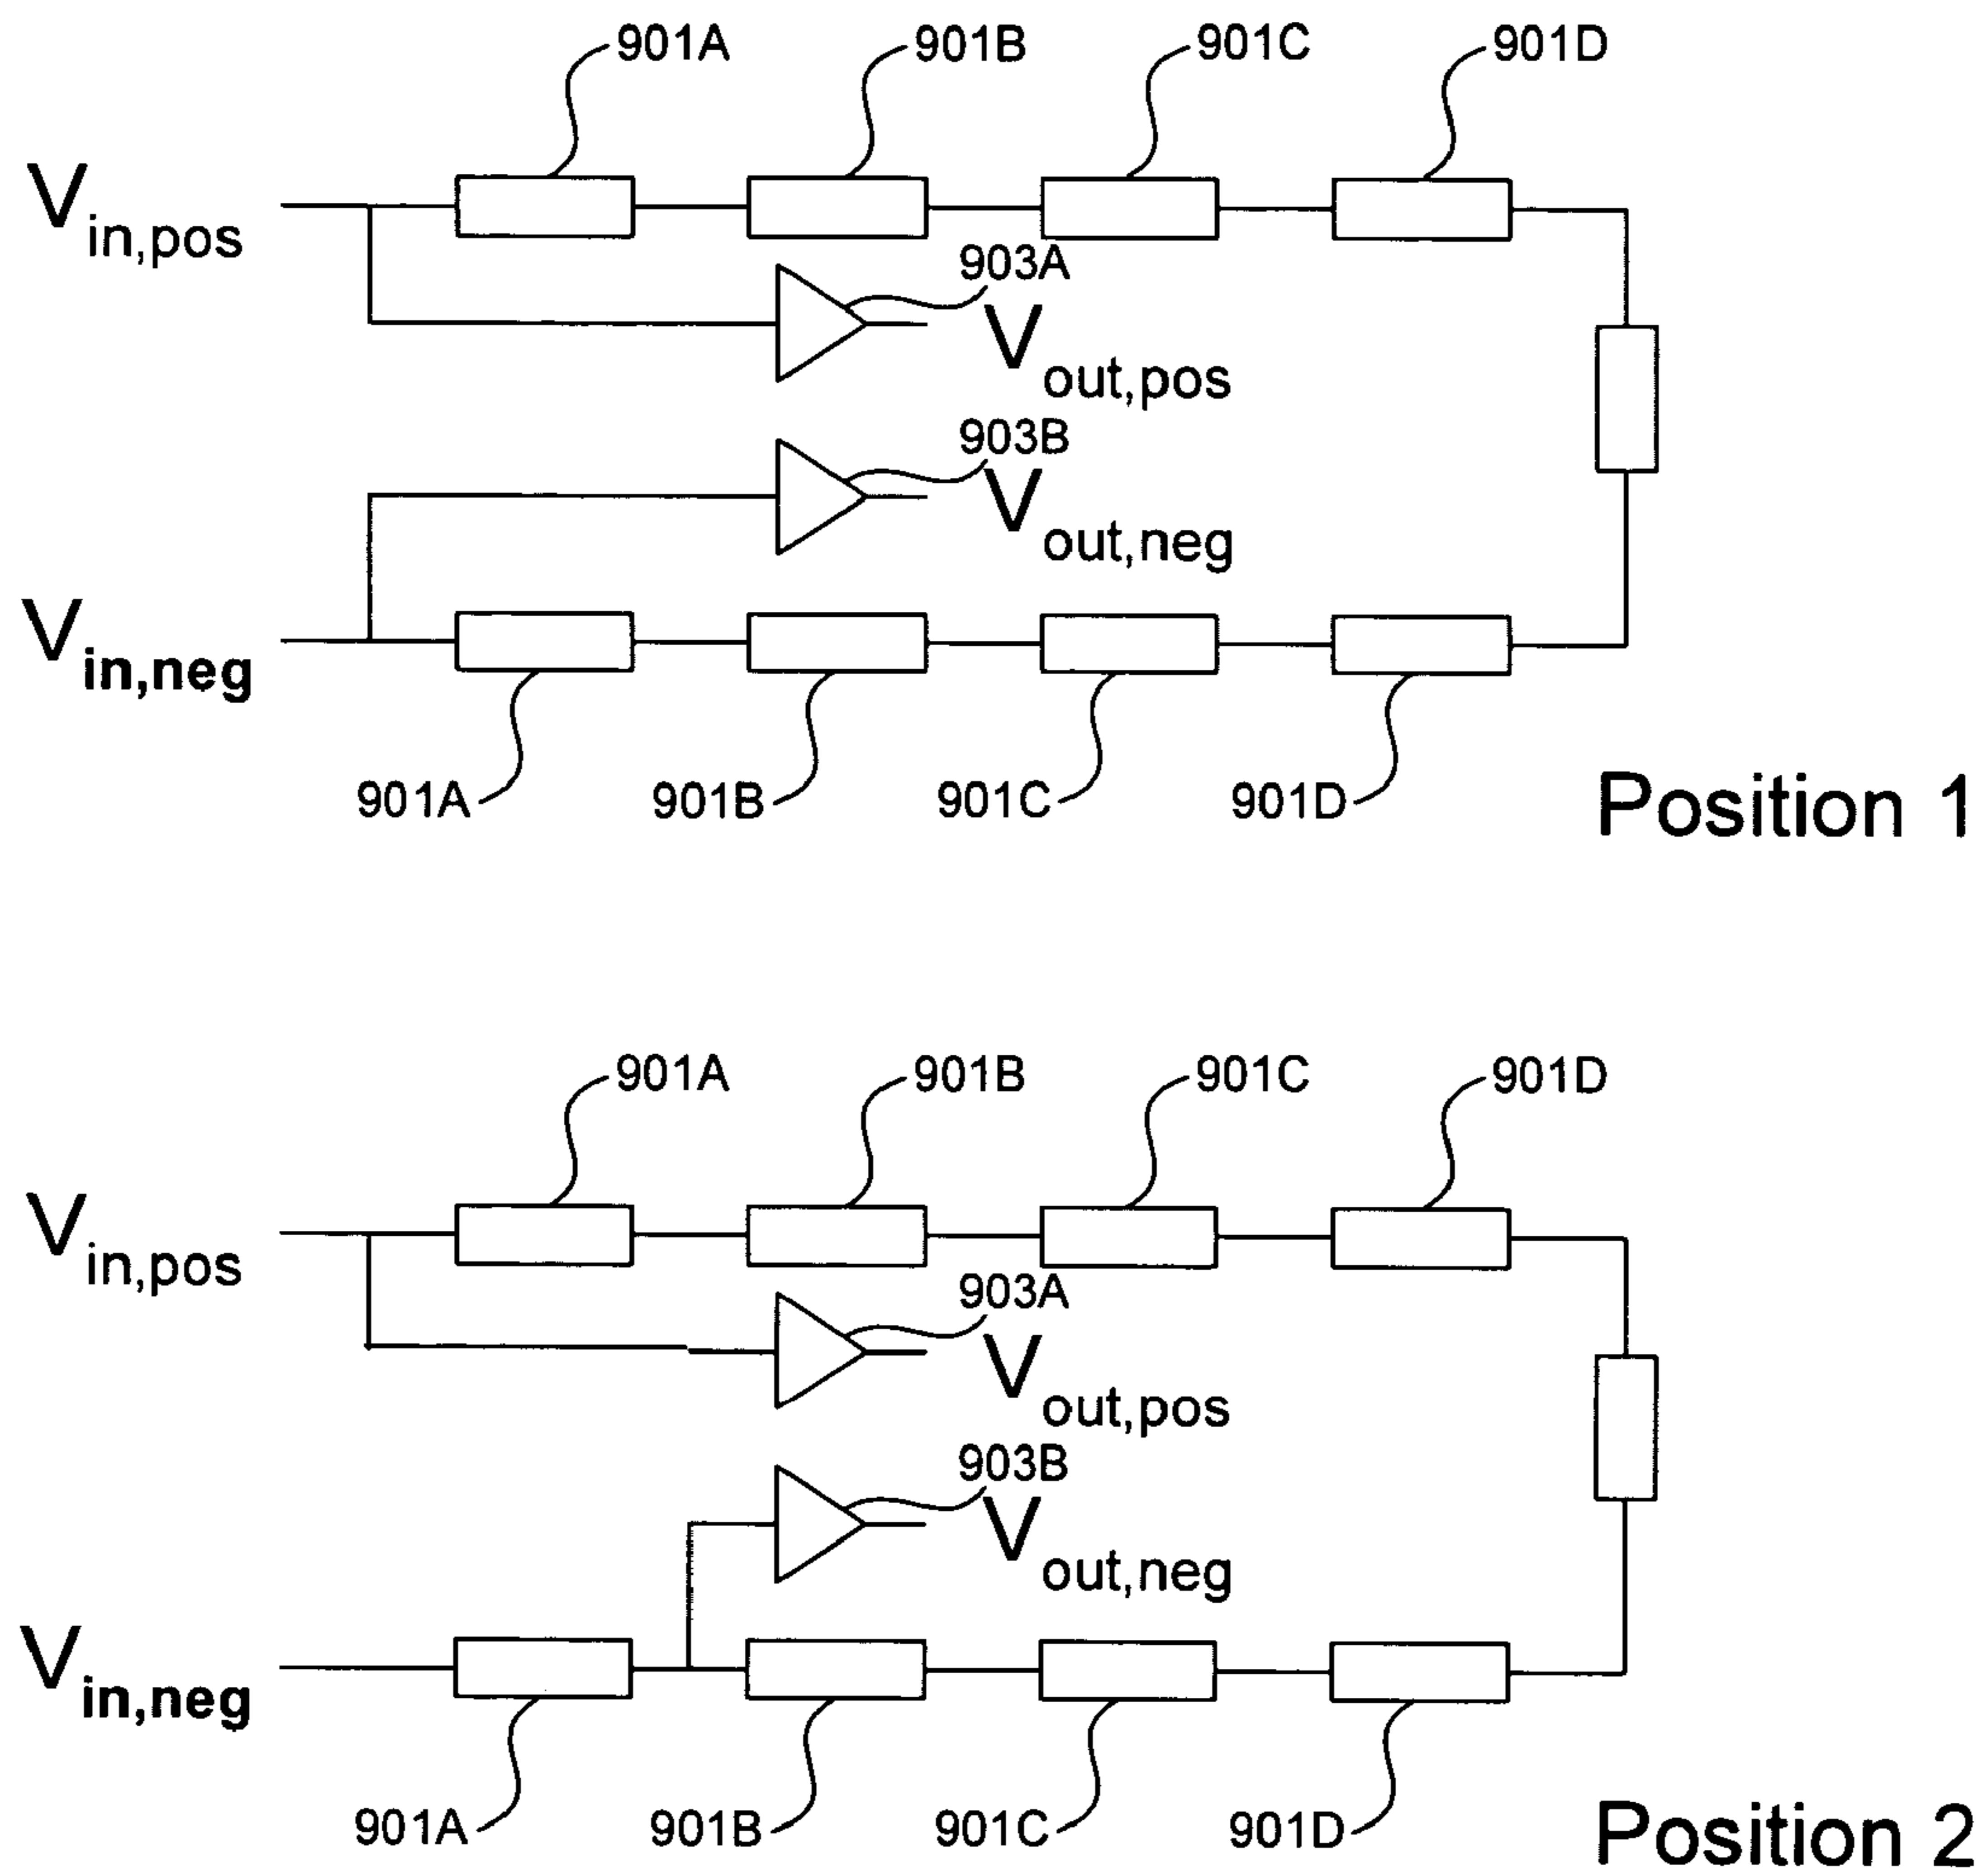 901A 901B 901C 901D
V in,pos
903A
V out,pos
903B
V out,neg
V in,neg
901A 901B 901C 901D
Position 1
901A 901B 901C 901D
V in,pos
903A
V out,pos
903B
V out,neg
V in,neg
901A 901B 901C 901D
Position 2